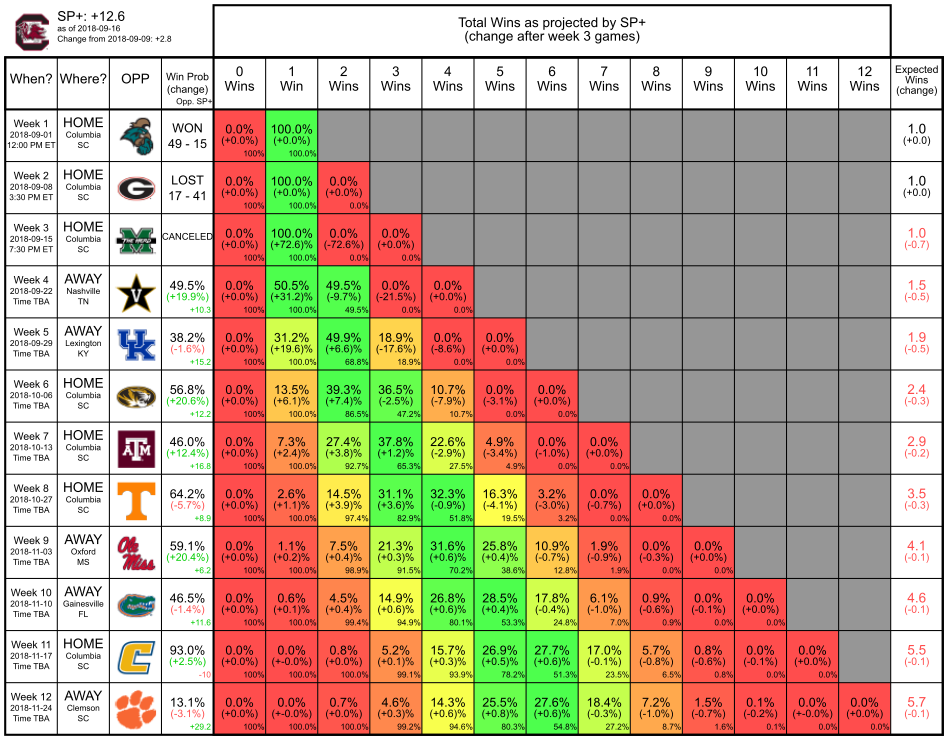 SP+: +12.6
as of 2018-09-16
Change from 2018-09-09: +2.8
Total Wins as projected by SP+
(change after week 3 games)
When? Where? OPP Win Prob (change) Opp. SP+ 0 Wins 1 Win 2 Wins 3 Wins 4 Wins 5 Wins 6 Wins 7 Wins 8 Wins 9 Wins 10 Wins 11 Wins 12 Wins Expected Wins (change)
Week 1 HOME WON 0.0% 100.0% 1.0
2018-09-01 Columbia 49 - 15 (+0.0%) (+0.0%) (+0.0)
12:00 PM ET SC 100% 100.0%
Week 2 HOME G LOST 0.0% 100.0% 0.0% 1.0
2018-09-08 Columbia 17 - 41 (+0.0%) (+0.0%) (+0.0%) (+0.0)
3:30 PM ET SC 100% 100.0% 0.0%
Week 3 HOME M THE HERD CANCELED 0.0% 100.0% 0.0% 0.0% 1.0
2018-09-15 Columbia (+0.0%) (+72.6)% (-72.6%) (+0.0%) (-0.7)
7:30 PM ET SC 100% 100.0% 0.0% 0.0%
Week 4 AWAY V 49.5% 0.0% 50.5% 49.5% 0.0% 0.0% 1.5
2018-09-22 Nashville (+19.9%) (+0.0%) (+31.2)% (-9.7%) (-21.5%) (+0.0%) (-0.5)
Time TBA TN +10.3 100% 100.0% 49.5% 0.0% 0.0%
Week 5 AWAY UK 38.2% 0.0% 31.2% 49.9% 18.9% 0.0% 0.0% 1.9
2018-09-29 Lexington (-1.6%) (+0.0%) (+19.6)% (+6.6)% (-17.6%) (-8.6%) (+0.0%) (-0.5)
Time TBA KY +15.2 100% 100.0% 68.8% 18.9% 0.0% 0.0%
Week 6 HOME 56.8% 0.0% 13.5% 39.3% 36.5% 10.7% 0.0% 0.0% 2.4
2018-10-06 Columbia (+20.6%) (+0.0%) (+6.1)% (+7.4)% (-2.5%) (-7.9%) (-3.1%) (+0.0%) (-0.3)
Time TBA SC +12.2 100% 100.0% 86.5% 47.2% 10.7% 0.0% 0.0%
Week 7 HOME ATM 46.0% 0.0% 7.3% 27.4% 37.8% 22.6% 4.9% 0.0% 0.0% 2.9
2018-10-13 Columbia (+12.4%) (+0.0%) (+2.4)% (+3.8)% (+1.2)% (-2.9%) (-3.4%) (-1.0%) (+0.0%) (-0.2)
Time TBA SC +16.8 100% 100.0% 92.7% 65.3% 27.5% 4.9% 0.0% 0.0%
Week 8 HOME T 64.2% 0.0% 2.6% 14.5% 31.1% 32.3% 16.3% 3.2% 0.0% 0.0% 3.5
2018-10-27 Columbia (-5.7%) (+0.0%) (+1.1)% (+3.9)% (+3.6)% (-0.9%) (-4.1%) (-3.0%) (-0.7%) (+0.0%) (-0.3)
Time TBA SC +8.9 100% 100.0% 97.4% 82.9% 51.8% 19.5% 3.2% 0.0% 0.0%
Week 9 AWAY Ole Miss 59.1% 0.0% 1.1% 7.5% 21.3% 31.6% 25.8% 10.9% 1.9% 0.0% 0.0% 4.1
2018-11-03 Oxford (+20.4%) (+0.0%) (+0.2)% (+0.4)% (+0.3)% (+0.6)% (+0.4)% (-0.7%) (-0.9%) (-0.3%) (+0.0%) (-0.1)
Time TBA MS +6.2 100% 100.0% 98.9% 91.5% 70.2% 38.6% 12.8% 1.9% 0.0% 0.0%
Week 10 AWAY 46.5% 0.0% 0.6% 4.5% 14.9% 26.8% 28.5% 17.8% 6.1% 0.9% 0.0% 0.0% 4.6
2018-11-10 Gainesville (-1.4%) (+0.0%) (+0.1)% (+0.4)% (+0.6)% (+0.6)% (+0.4)% (-0.4%) (-1.0%) (-0.6%) (-0.1%) (+0.0%) (-0.1)
Time TBA FL +11.6 100% 100.0% 99.4% 94.9% 80.1% 53.3% 24.8% 7.0% 0.9% 0.0% 0.0%
Week 11 HOME C 93.0% 0.0% 0.0% 0.8% 5.2% 15.7% 26.9% 27.7% 17.0% 5.7% 0.8% 0.0% 0.0% 5.5
2018-11-17 Columbia (+2.5%) (+0.0%) (+-0.0)% (+0.0)% (+0.1)% (+0.3)% (+0.5)% (+0.6)% (-0.1%) (-0.8%) (-0.6%) (-0.1%) (+0.0%) (-0.1)
Time TBA SC -10 100% 100.0% 100.0% 99.1% 93.9% 78.2% 51.3% 23.5% 6.5% 0.8% 0.0% 0.0%
Week 12 AWAY 13.1% 0.0% 0.0% 0.7% 4.6% 14.3% 25.5% 27.6% 18.4% 7.2% 1.5% 0.1% 0.0% 0.0% 5.7
2018-11-24 Clemson (-3.1%) (+0.0%) (+-0.0)% (+0.0)% (+0.3)% (+0.6)% (+0.8)% (+0.6)% (-0.3%) (-1.0%) (-0.7%) (-0.2%) (+-0.0%) (+0.0%) (-0.1)
Time TBA SC +29.2 100% 100.0% 100.0% 99.2% 94.6% 80.3% 54.8% 27.2% 8.7% 1.6% 0.1% 0.0% 0.0%